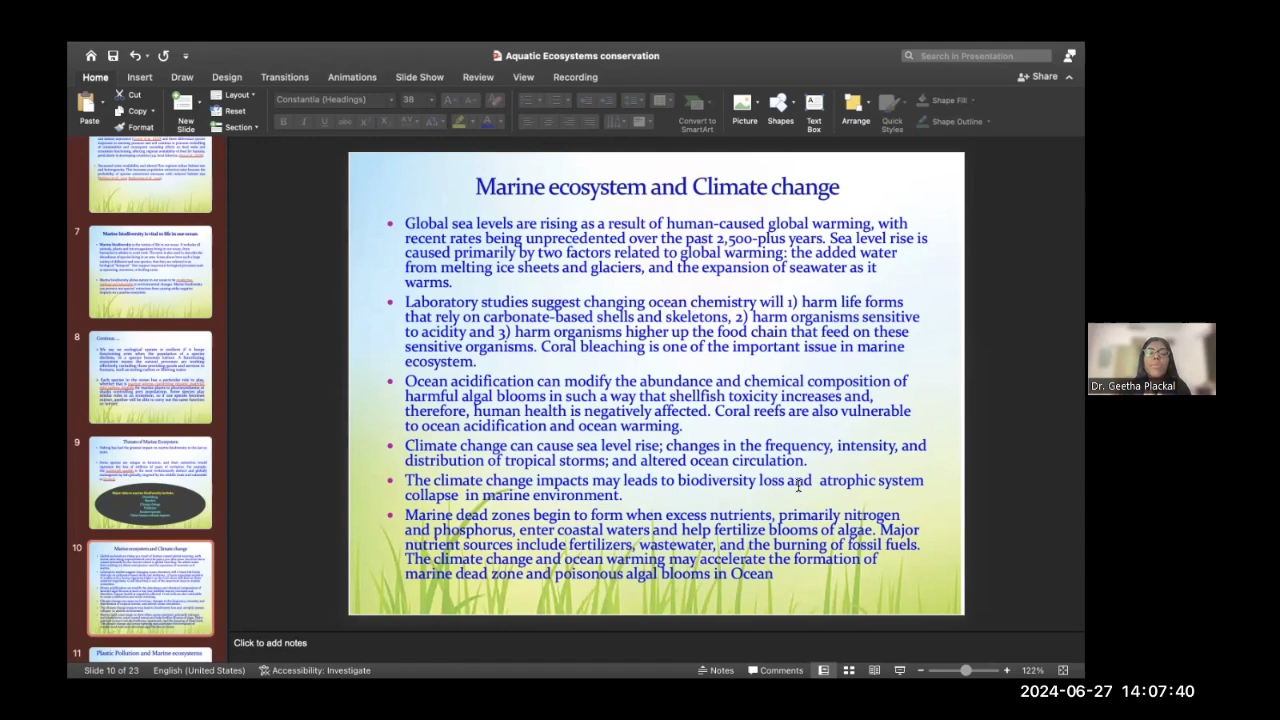 Aquatic Ecosystems conservation
Search in Presentation
Home Insert Draw Design Transitions Animations Slide Show Review View Recording
Share
Paste
Cut
Copy
Format
New Slide
Layout
Reset
Section
Constantia (Headings) 38
Convert to SmartArt
Picture
Shapes
Text Box
Arrange
Quick Styles
Shape Fill
Shape Outline
7
Marine biodiversity is vital to life in our ocean.
8
Continue....
9
Threats of Marine Ecosystem
10
Marine ecosystem and Climate change
11
Plastic Pollution and Marine ecosystems
Marine ecosystem and Climate change
Global sea levels are rising as a result of human-caused global warming, with
recent rates being unprecedented over the past 2,500-plus years. Sea level rise is
caused primarily by two factors related to global warming: the added water
from melting ice sheets and glaciers, and the expansion of seawater as it
warms.
Laboratory studies suggest changing ocean chemistry will 1) harm life forms
that rely on carbonate-based shells and skeletons, 2) harm organisms sensitive
to acidity and 3) harm organisms higher up the food chain that feed on these
sensitive organisms. Coral bleaching is one of the important issue in marine
ecosystem.
Ocean acidification can modify the abundance and chemical composition of
harmful algal blooms in such a way that shellfish toxicity increases and,
therefore, human health is negatively affected. Coral reefs are also vulnerable
to ocean acidification and ocean warming.
Climate change causes sea level rise; changes in the frequency, intensity, and
distribution of tropical storms; and altered ocean circulation.
The climate change impacts may leads to biodiversity loss and atrophic system
collapse in marine envirnment.
Marine dead zones begin to form when excess nutrients, primarily nitrogen
and phosphorus, enter coastal waters and help fertilize blooms of algae. Major
nutrient sources include fertilizers, wastewater, and the burning of fossil fuels.
The climate change and ocean warming may accelerate the formation of
marine dead zone and poisones algal blooms in Ocean
Click to add notes
Slide 10 of 23 English (United States) Accessibility: Investigate
Notes Comments 122%
Dr. Geetha Plackal
2024-06-27 14:07:40